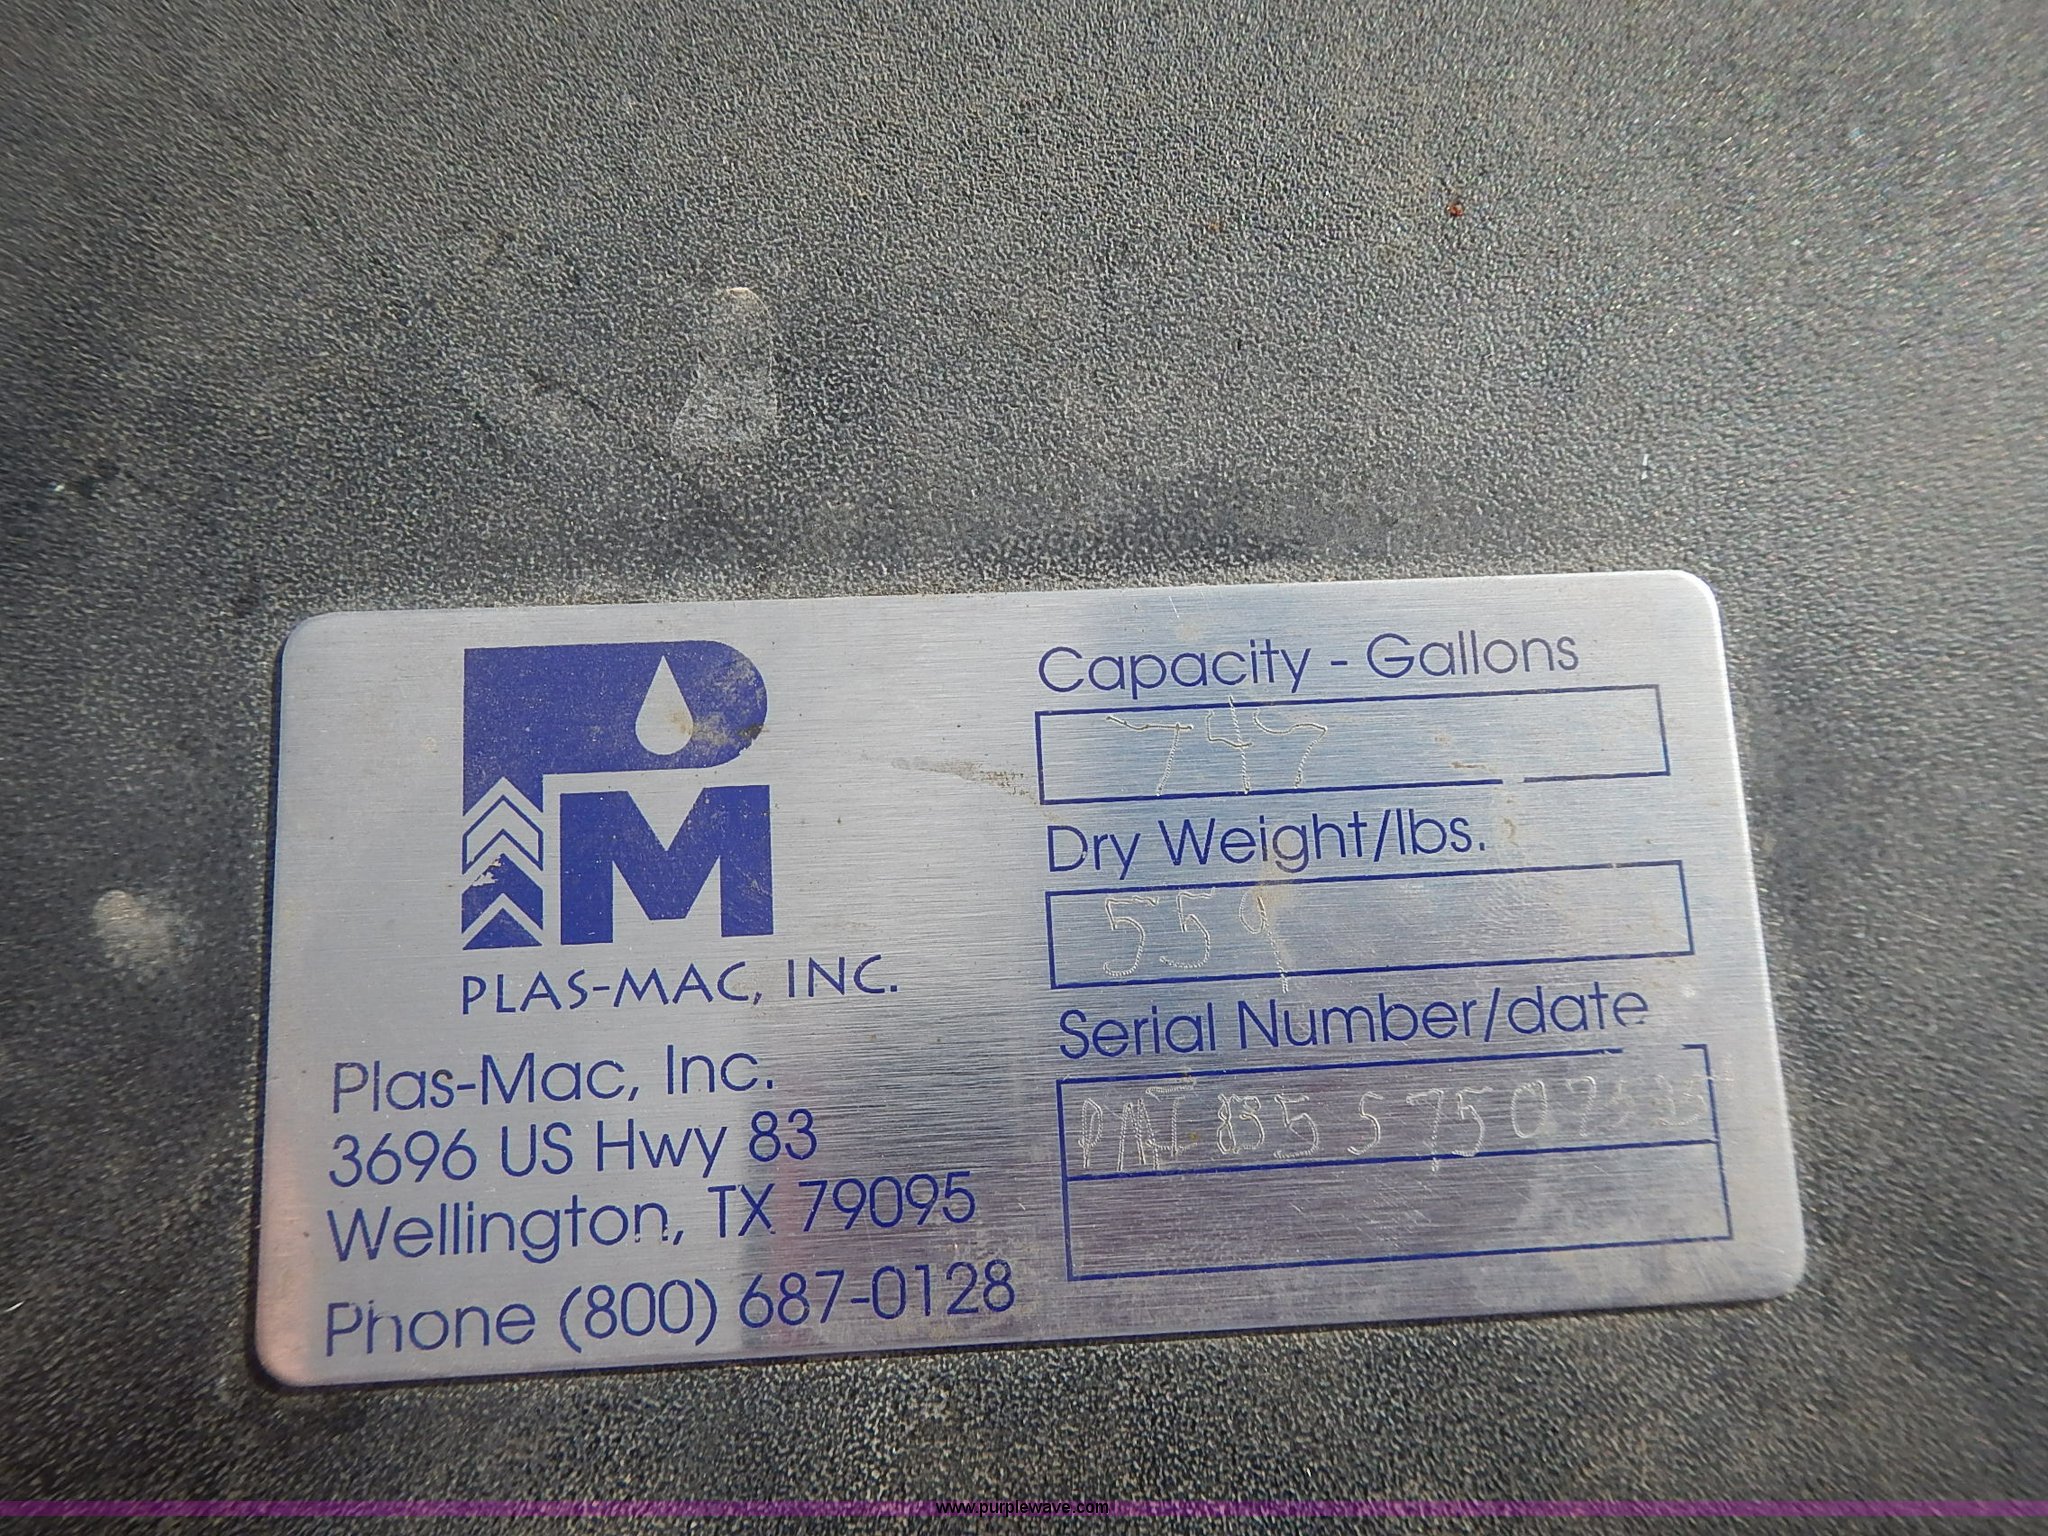 PM
PLAS-MAC, INC.
Plas-Mac, Inc.
3696 US Hwy 83
Wellington, TX 79095
Phone (800) 687-0128
Capacity - Gallons
747
Dry Weight/lbs.
559
Serial Number/date
www.purplewave.com